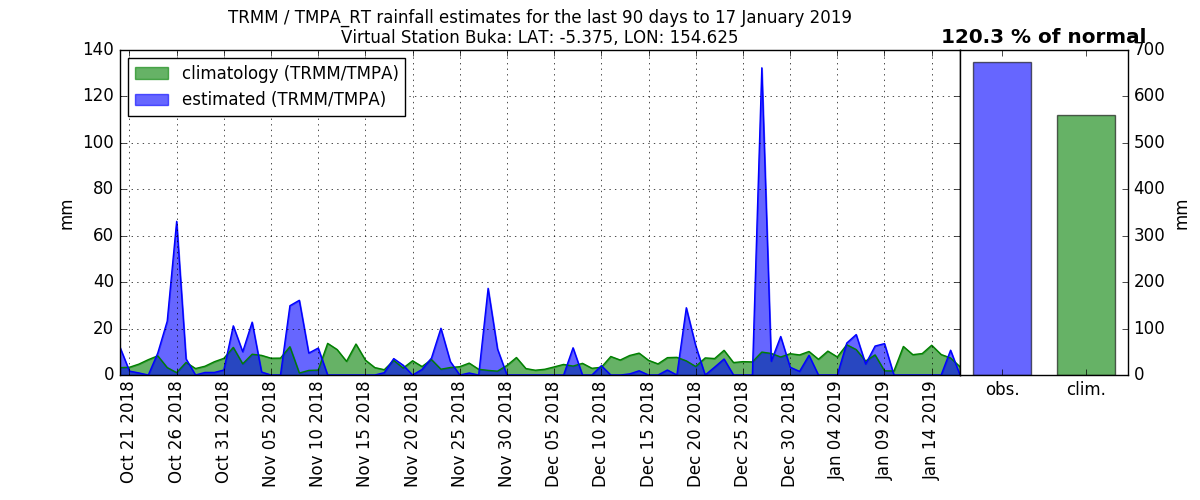 TRMM / TMPA_RT rainfall estimates for the last 90 days to 17 January 2019
Virtual Station Buka: LAT: -5.375, LON: 154.625
120.3 % of normal
climatology (TRMM/TMPA)
estimated (TRMM/TMPA)
140
120
100
80
60
40
20
0
mm
700
600
500
400
300
200
100
0
mm
Oct 21 2018
Oct 26 2018
Oct 31 2018
Nov 05 2018
Nov 10 2018
Nov 15 2018
Nov 20 2018
Nov 25 2018
Nov 30 2018
Dec 05 2018
Dec 10 2018
Dec 15 2018
Dec 20 2018
Dec 25 2018
Dec 30 2018
Jan 04 2019
Jan 09 2019
Jan 14 2019
obs.
clim.